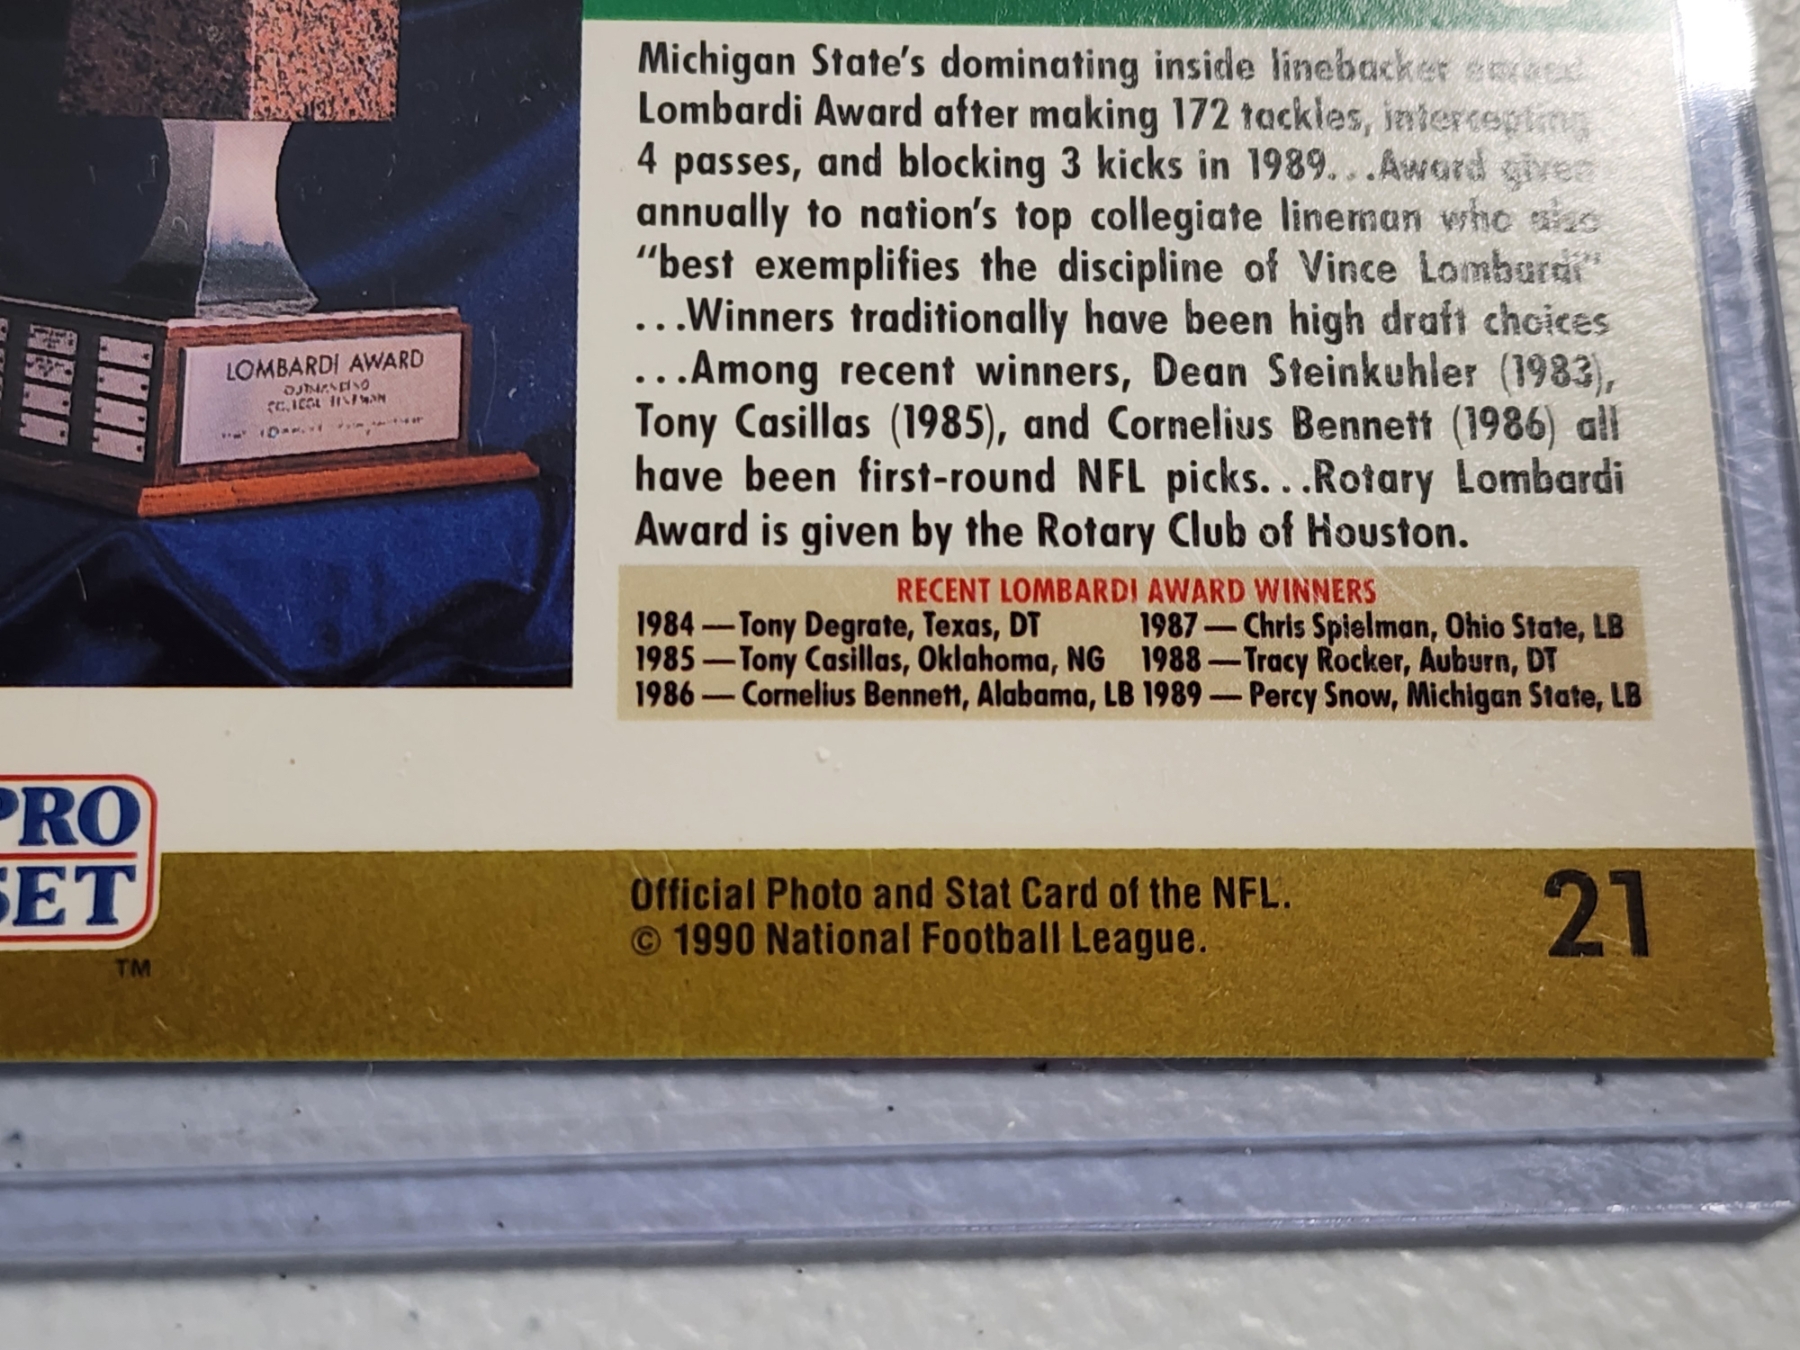 Michigan State's dominating inside linebacker earned
Lombardi Award after making 172 tackles, intercepting
4 passes, and blocking 3 kicks in 1989...Award given
annually to nation's top collegiate lineman who also
"best exemplifies the discipline of Vince Lombardi"
...Winners traditionally have been high draft choices
...Among recent winners, Dean Steinkuhler (1983),
Tony Casillas (1985), and Cornelius Bennett (1986) all
have been first-round NFL picks...Rotary Lombardi
Award is given by the Rotary Club of Houston.
LOMBARDI AWARD
RECENT LOMBARDI AWARD WINNERS
1984 — Tony Degrate, Texas, DT
1985 — Tony Casillas, Oklahoma, NG
1986 — Cornelius Bennett, Alabama, LB
1987 — Chris Spielman, Ohio State, LB
1988 — Tracy Rocker, Auburn, DT
1989 — Percy Snow, Michigan State, LB
PRO
SET
TM
Official Photo and Stat Card of the NFL.
© 1990 National Football League.
21